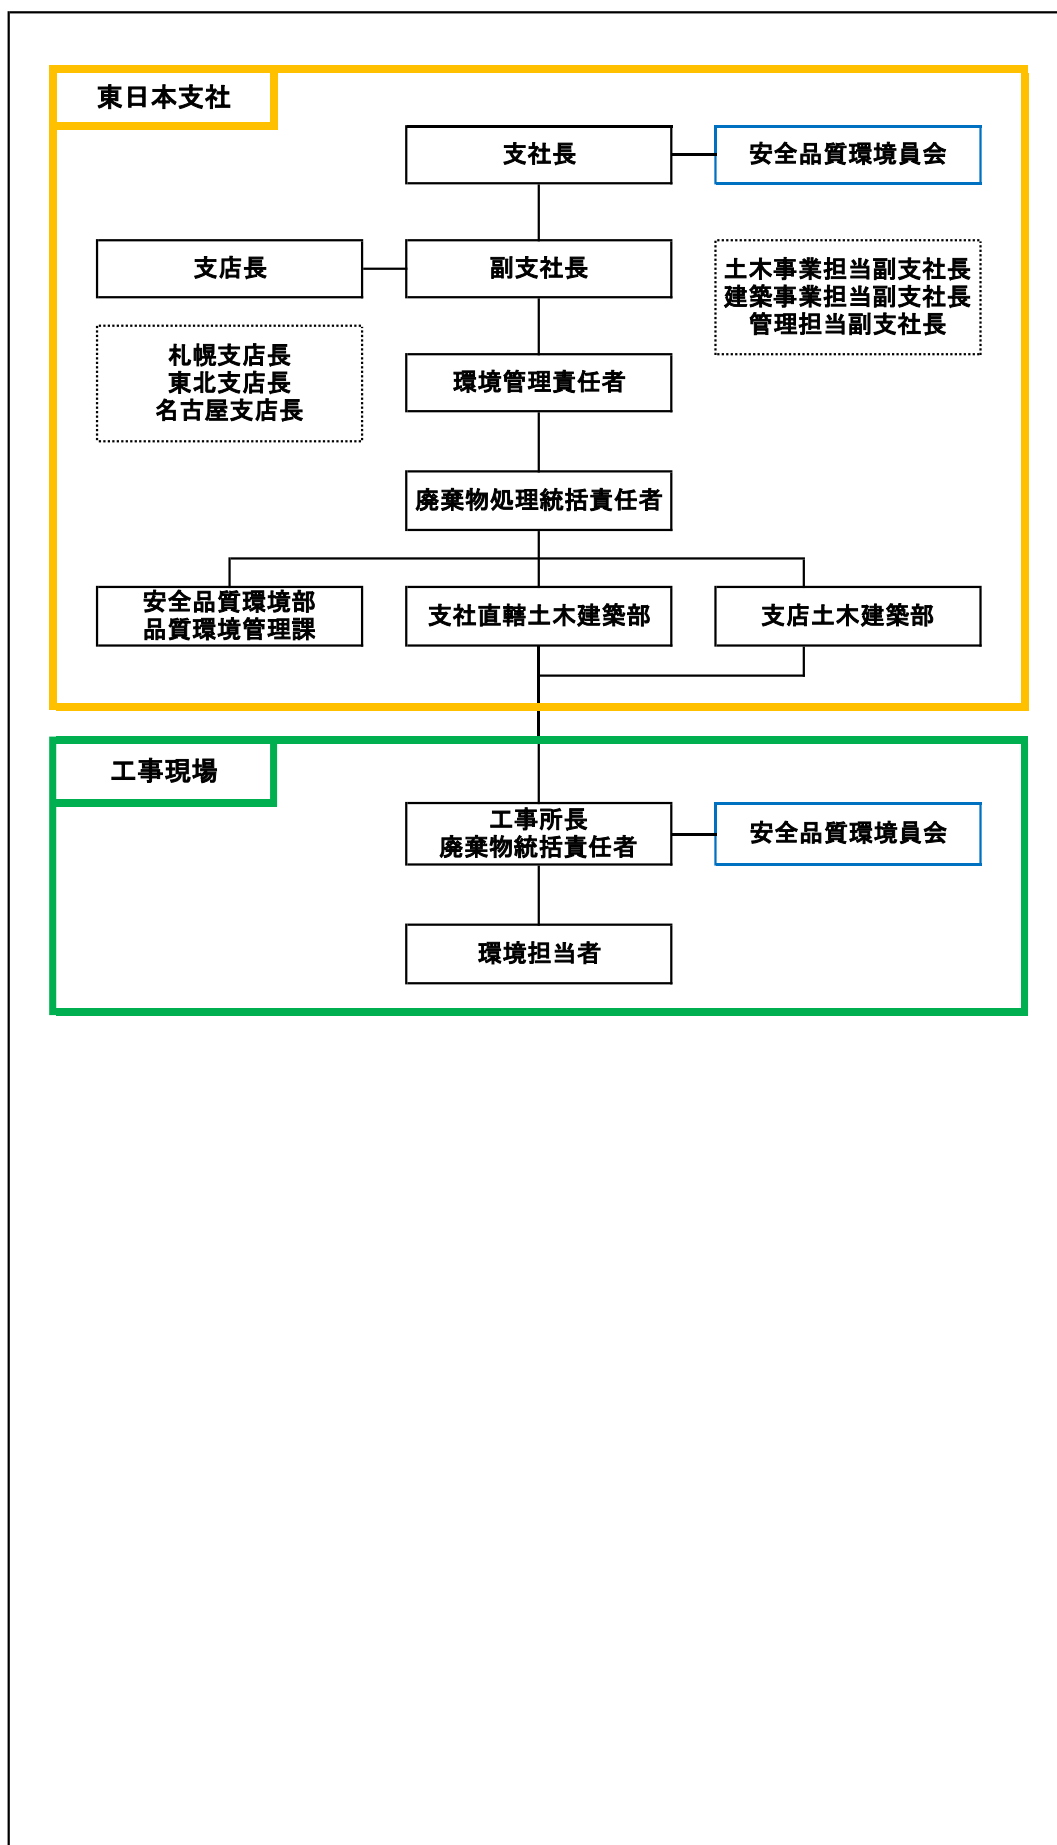 東日本支社
支社長
安全品質環境員会
支店長
副支社長
土木事業担当副支社長
建築事業担当副支社長
管理担当副支社長
札幌支店長
東北支店長
名古屋支店長
環境管理責任者
廃棄物処理統括責任者
安全品質環境部
品質環境管理課
支社直轄土木建築部
支店土木建築部
工事現場
工事所長
廃棄物統括責任者
安全品質環境員会
環境担当者